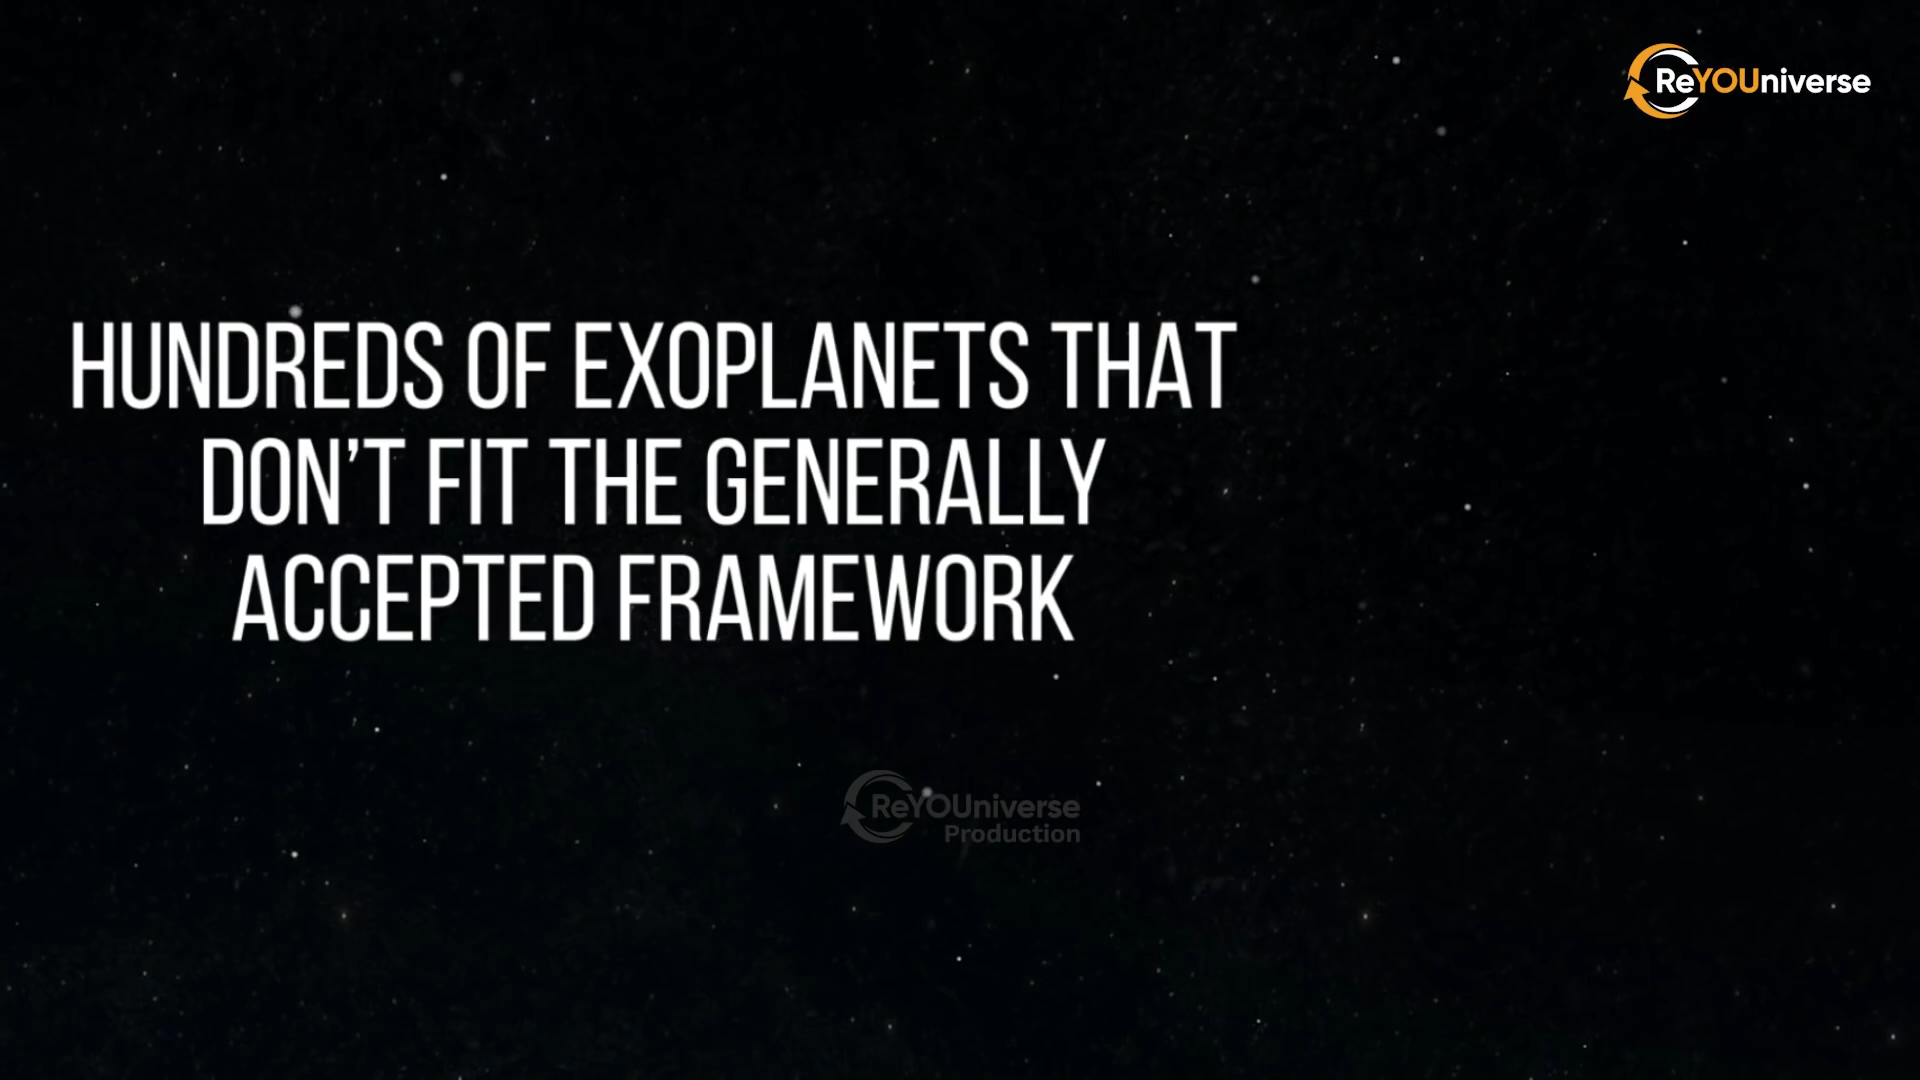 ReYOUniverse
HUNDREDS OF EXOPLANETS THAT
DON’T FIT THE GENERALLY
ACCEPTED FRAMEWORK
ReYOUniverse
Production